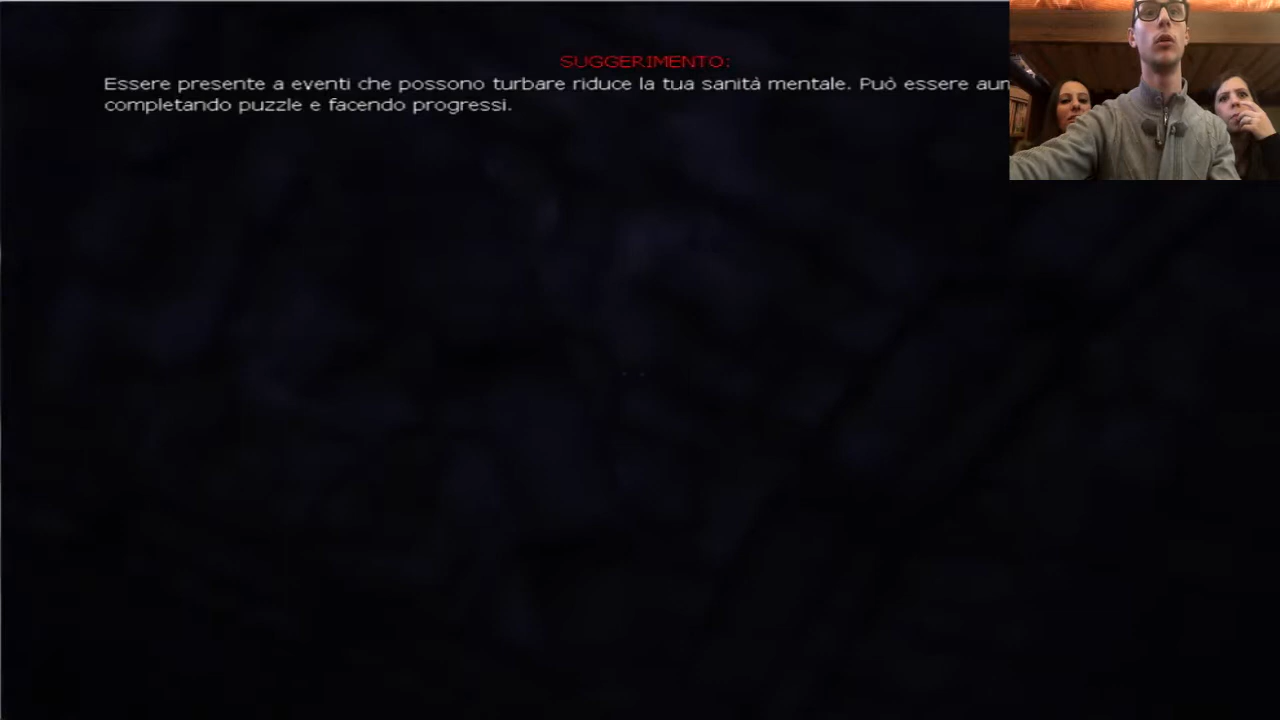 SUGGERIMENTO:
Essere presente a eventi che possono turbare riduce la tua sanità mentale. Può essere
completando puzzle e facendo progressi.